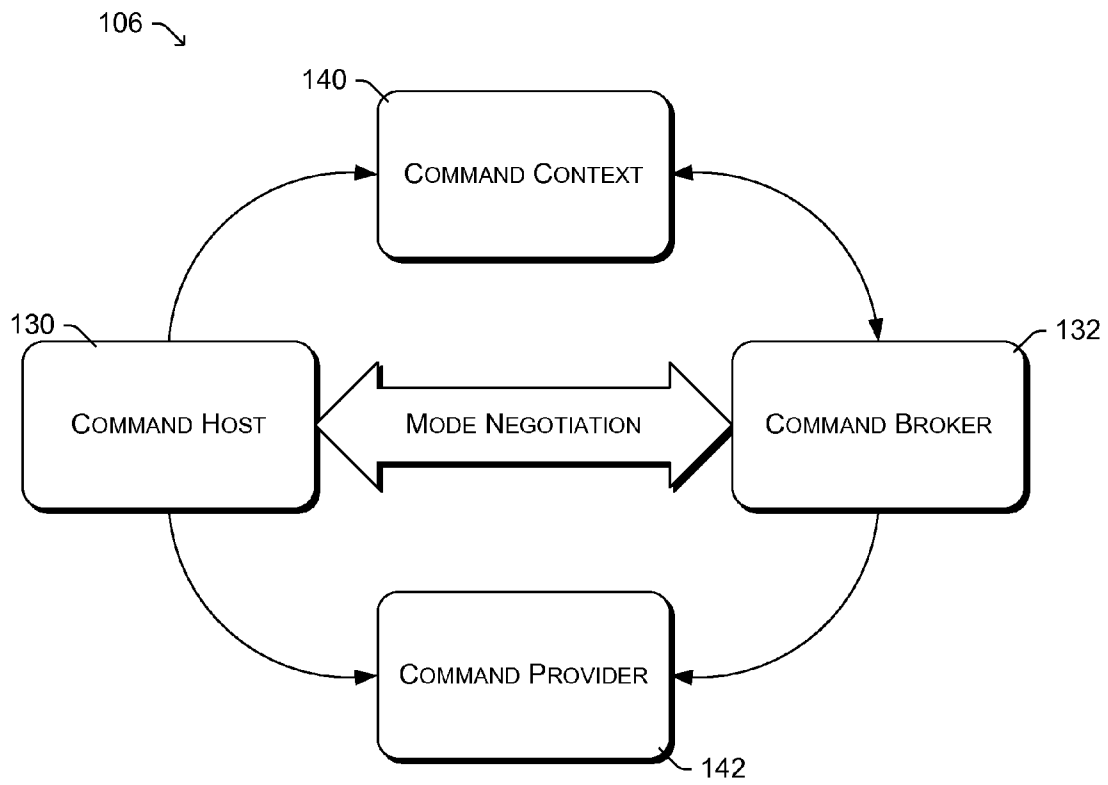 106
140
COMMAND CONTEXT
130
132
COMMAND HOST
MODE NEGOTIATION
COMMAND BROKER
COMMAND PROVIDER
142